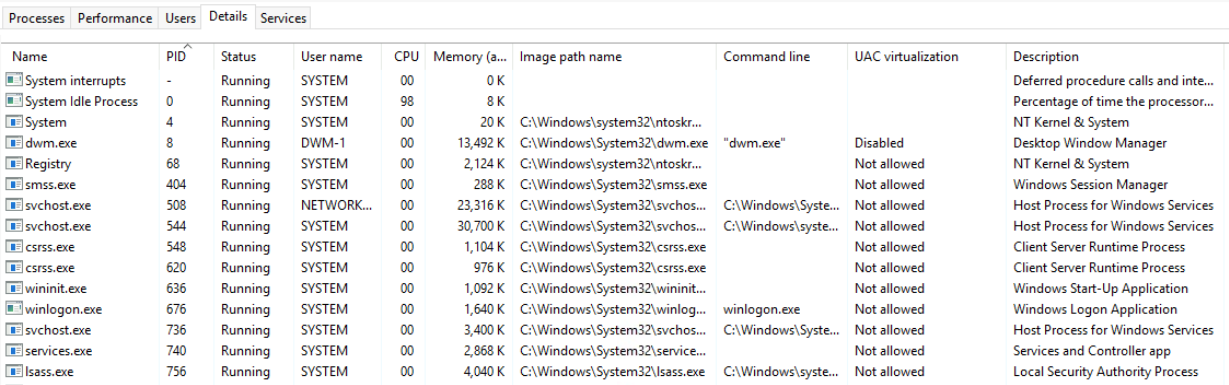 Processes Performance Users Details Services
Name PID Status User name CPU Memory (a... Image path name Command line UAC virtualization Description
System interrupts - Running SYSTEM 00 0 K Deferred procedure calls and inte...
System Idle Process 0 Running SYSTEM 98 8 K Percentage of time the processor...
System 4 Running SYSTEM 00 20 K C:\Windows\system32\ntoskr... NT Kernel & System
dwm.exe 8 Running DWM-1 00 13,492 K C:\Windows\System32\dwm.exe "dwm.exe" Disabled Desktop Window Manager
Registry 68 Running SYSTEM 00 2,124 K C:\Windows\system32\ntoskr... Not allowed NT Kernel & System
smss.exe 404 Running SYSTEM 00 288 K C:\Windows\System32\smss.exe Not allowed Windows Session Manager
svchost.exe 508 Running NETWORK... 00 23,316 K C:\Windows\System32\svchos... C:\Windows\Syste... Not allowed Host Process for Windows Services
svchost.exe 544 Running SYSTEM 00 30,700 K C:\Windows\System32\svchos... C:\Windows\syste... Not allowed Host Process for Windows Services
csrss.exe 548 Running SYSTEM 00 1,104 K C:\Windows\System32\csrss.exe Not allowed Client Server Runtime Process
csrss.exe 620 Running SYSTEM 00 976 K C:\Windows\System32\csrss.exe Not allowed Client Server Runtime Process
wininit.exe 636 Running SYSTEM 00 1,092 K C:\Windows\System32\wininit... Not allowed Windows Start-Up Application
winlogon.exe 676 Running SYSTEM 00 1,640 K C:\Windows\System32\winlog... winlogon.exe Not allowed Windows Logon Application
svchost.exe 736 Running SYSTEM 00 3,400 K C:\Windows\System32\svchos... C:\Windows\Syste... Not allowed Host Process for Windows Services
services.exe 740 Running SYSTEM 00 2,868 K C:\Windows\System32\service... Not allowed Services and Controller app
lsass.exe 756 Running SYSTEM 00 4,040 K C:\Windows\System32\lsass.exe C:\Windows\syste... Not allowed Local Security Authority Process